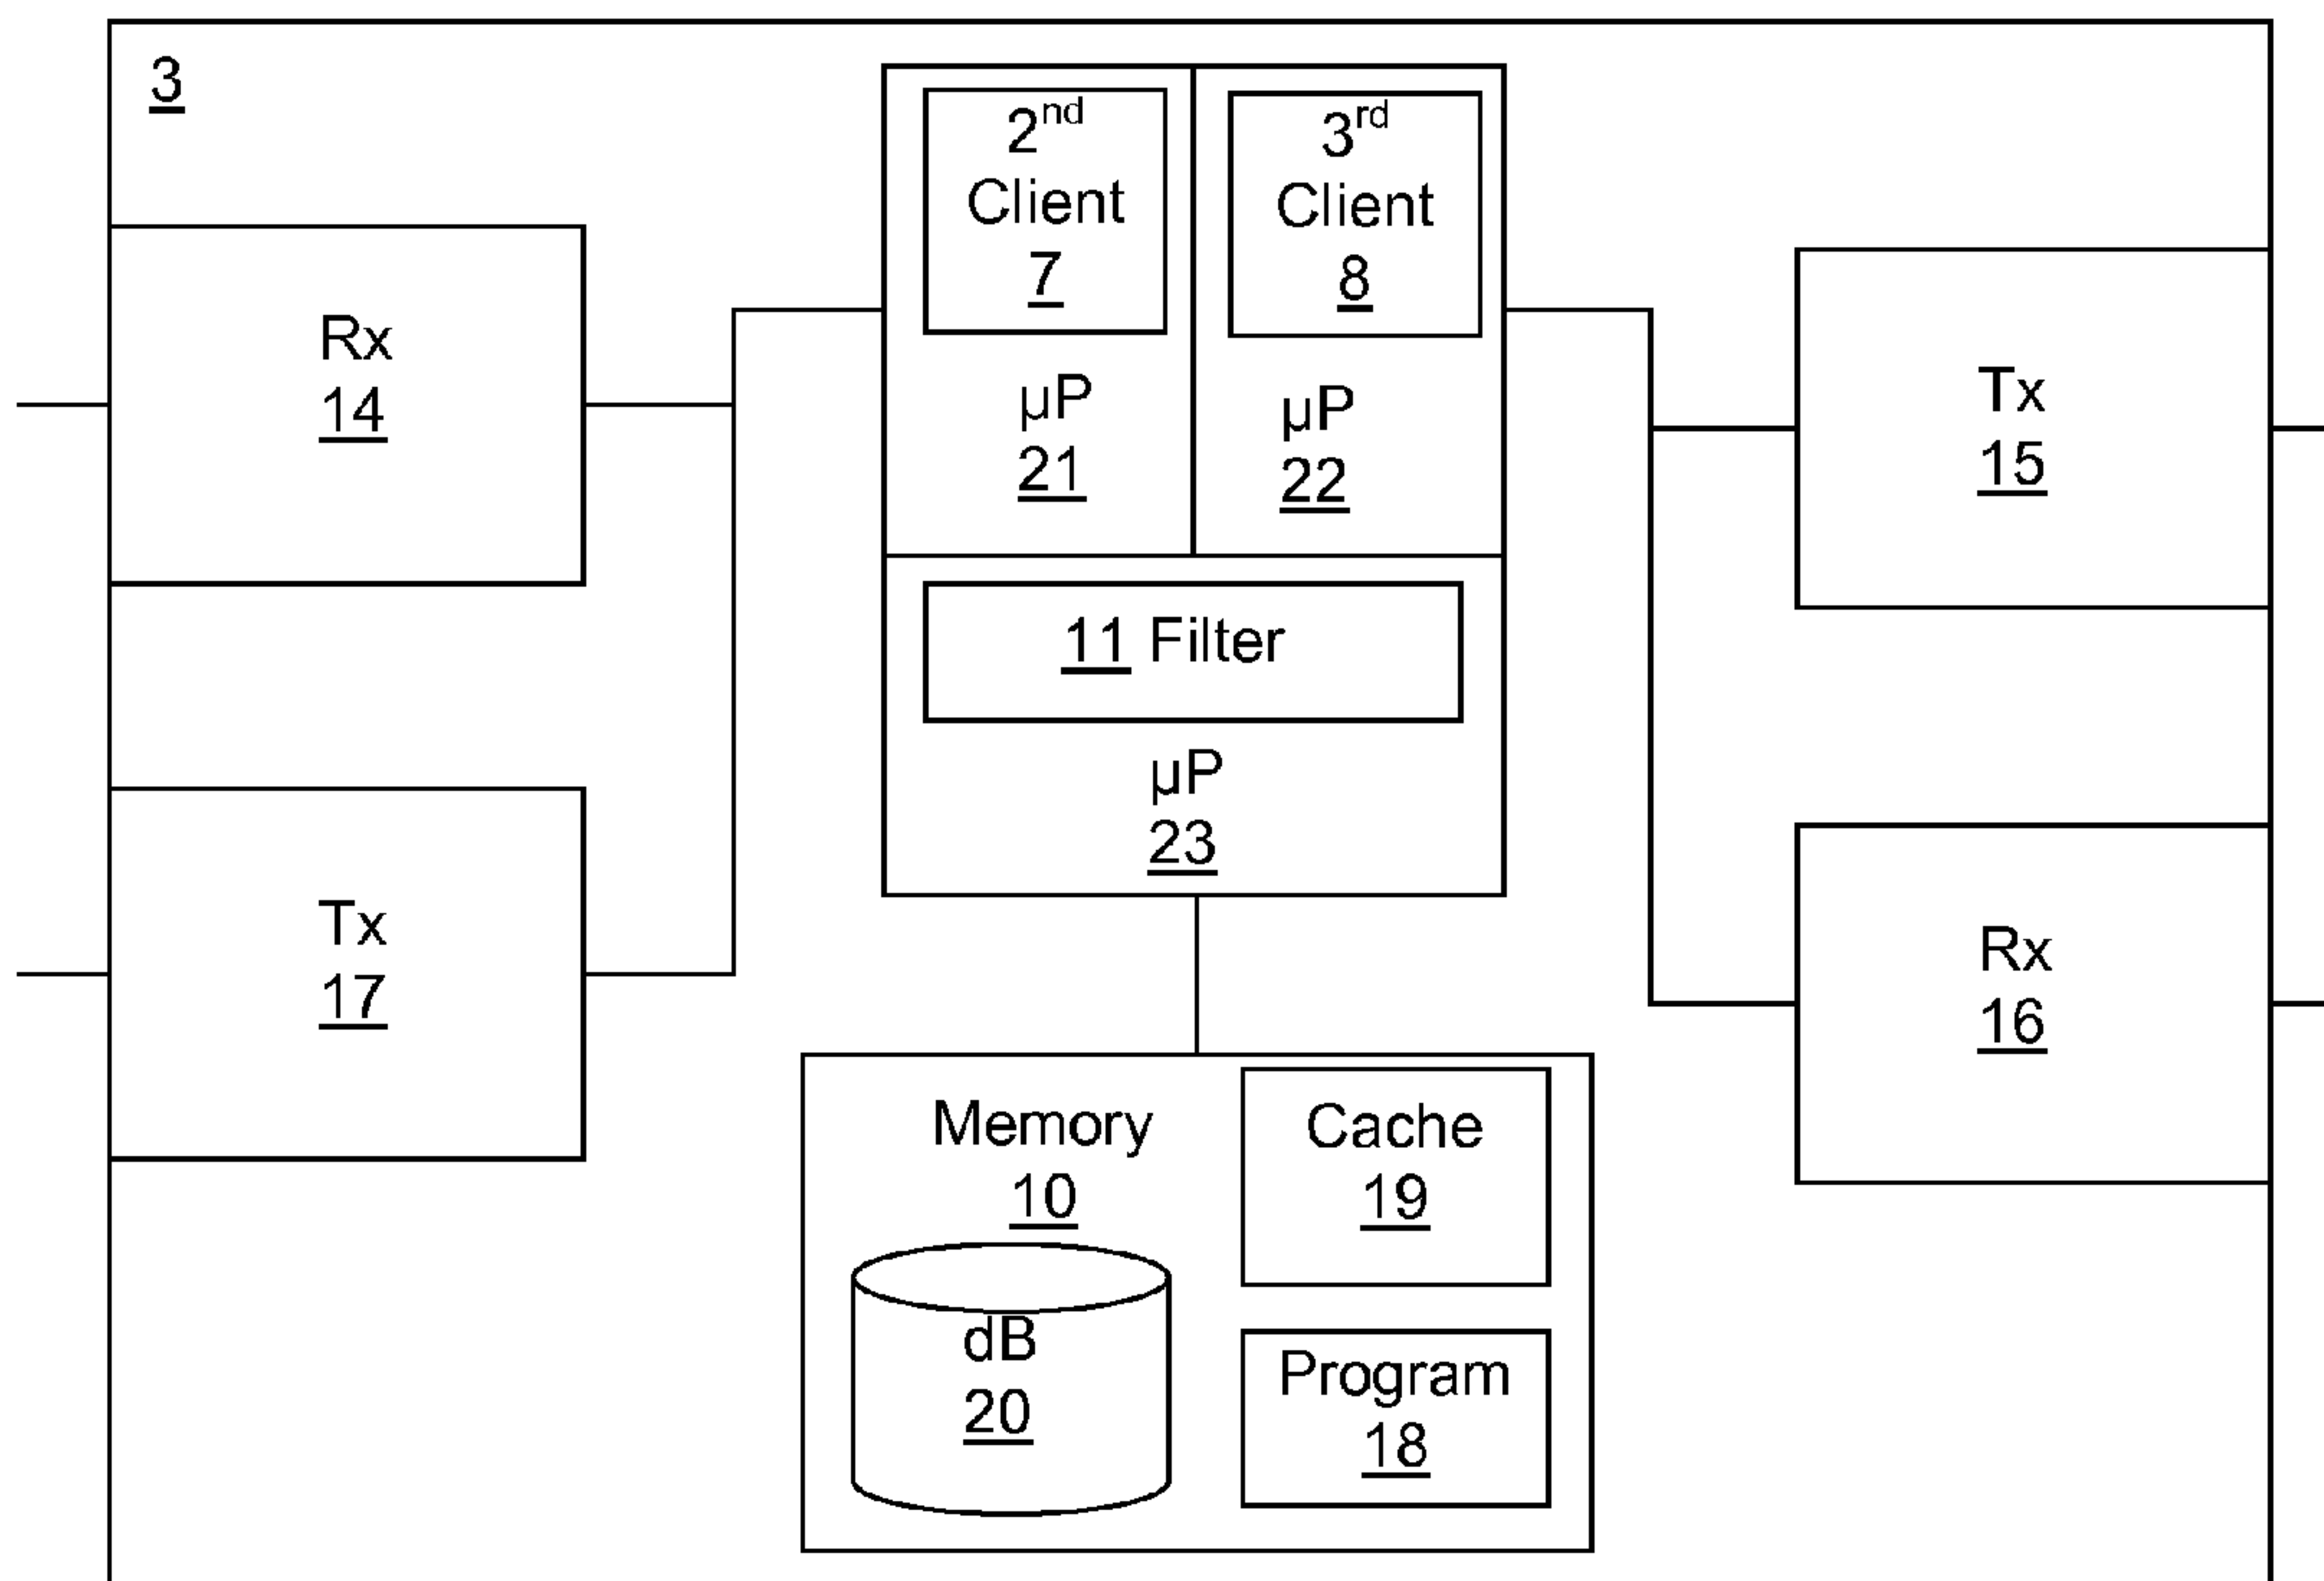 3
2nd
Client
7
µP
21
3rd
Client
8
µP
22
Rx
14
Tx
15
11 Filter
µP
23
Tx
17
Rx
16
Memory
10
Cache
19
dB
20
Program
18